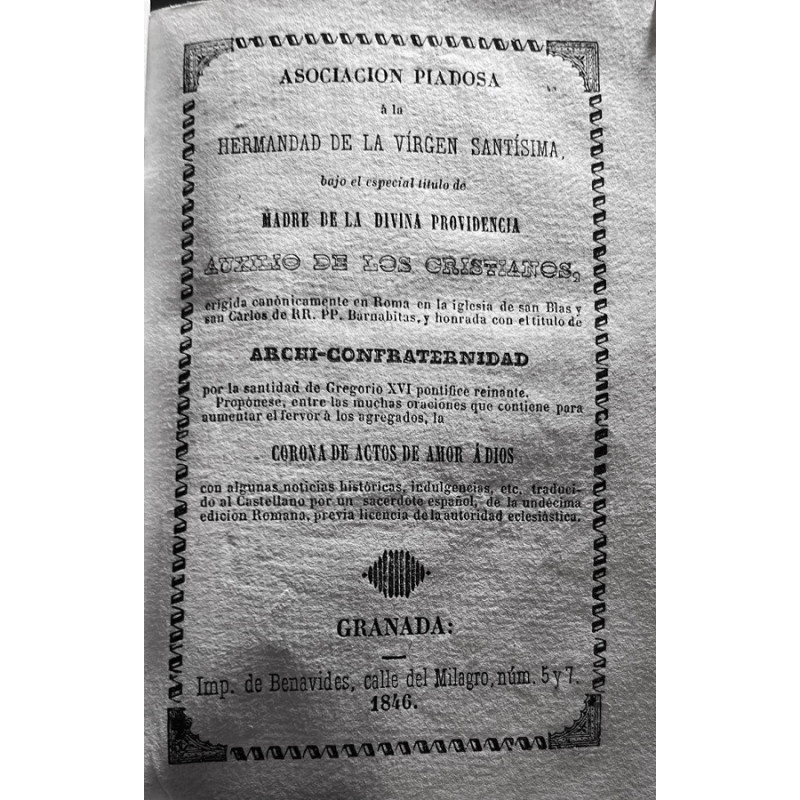 ASOCIACION PIADOSA
á la
HERMANDAD DE LA VÍRGEN SANTÍSIMA,
bajo el especial título de
MADRE DE LA DIVINA PROVIDENCIA
AUXILIO DE LOS CRISTIANOS,
erigida canónicamente en Roma en la iglesia de san Blas y
san Cárlos de RR. PP. Barnabitas, y honrada con el título de
ARCHI-CONFRATERNIDAD
por la santidad de Gregorio XVI pontífice reinante.
Propónese, entre las muchas oraciones que contiene para
aumentar el fervor á los agregados, la
CORONA DE ACTOS DE AMOR Á DIOS
con algunas noticias históricas, indulgencias, etc. traduci-
do al Castellano por un sacerdote español, de la undécima
edicion Romana, previa licencia de la autoridad eclesiástica.
GRANADA:
Imp. de Benavides, calle del Milagro, núm. 5 y 7.
1846.